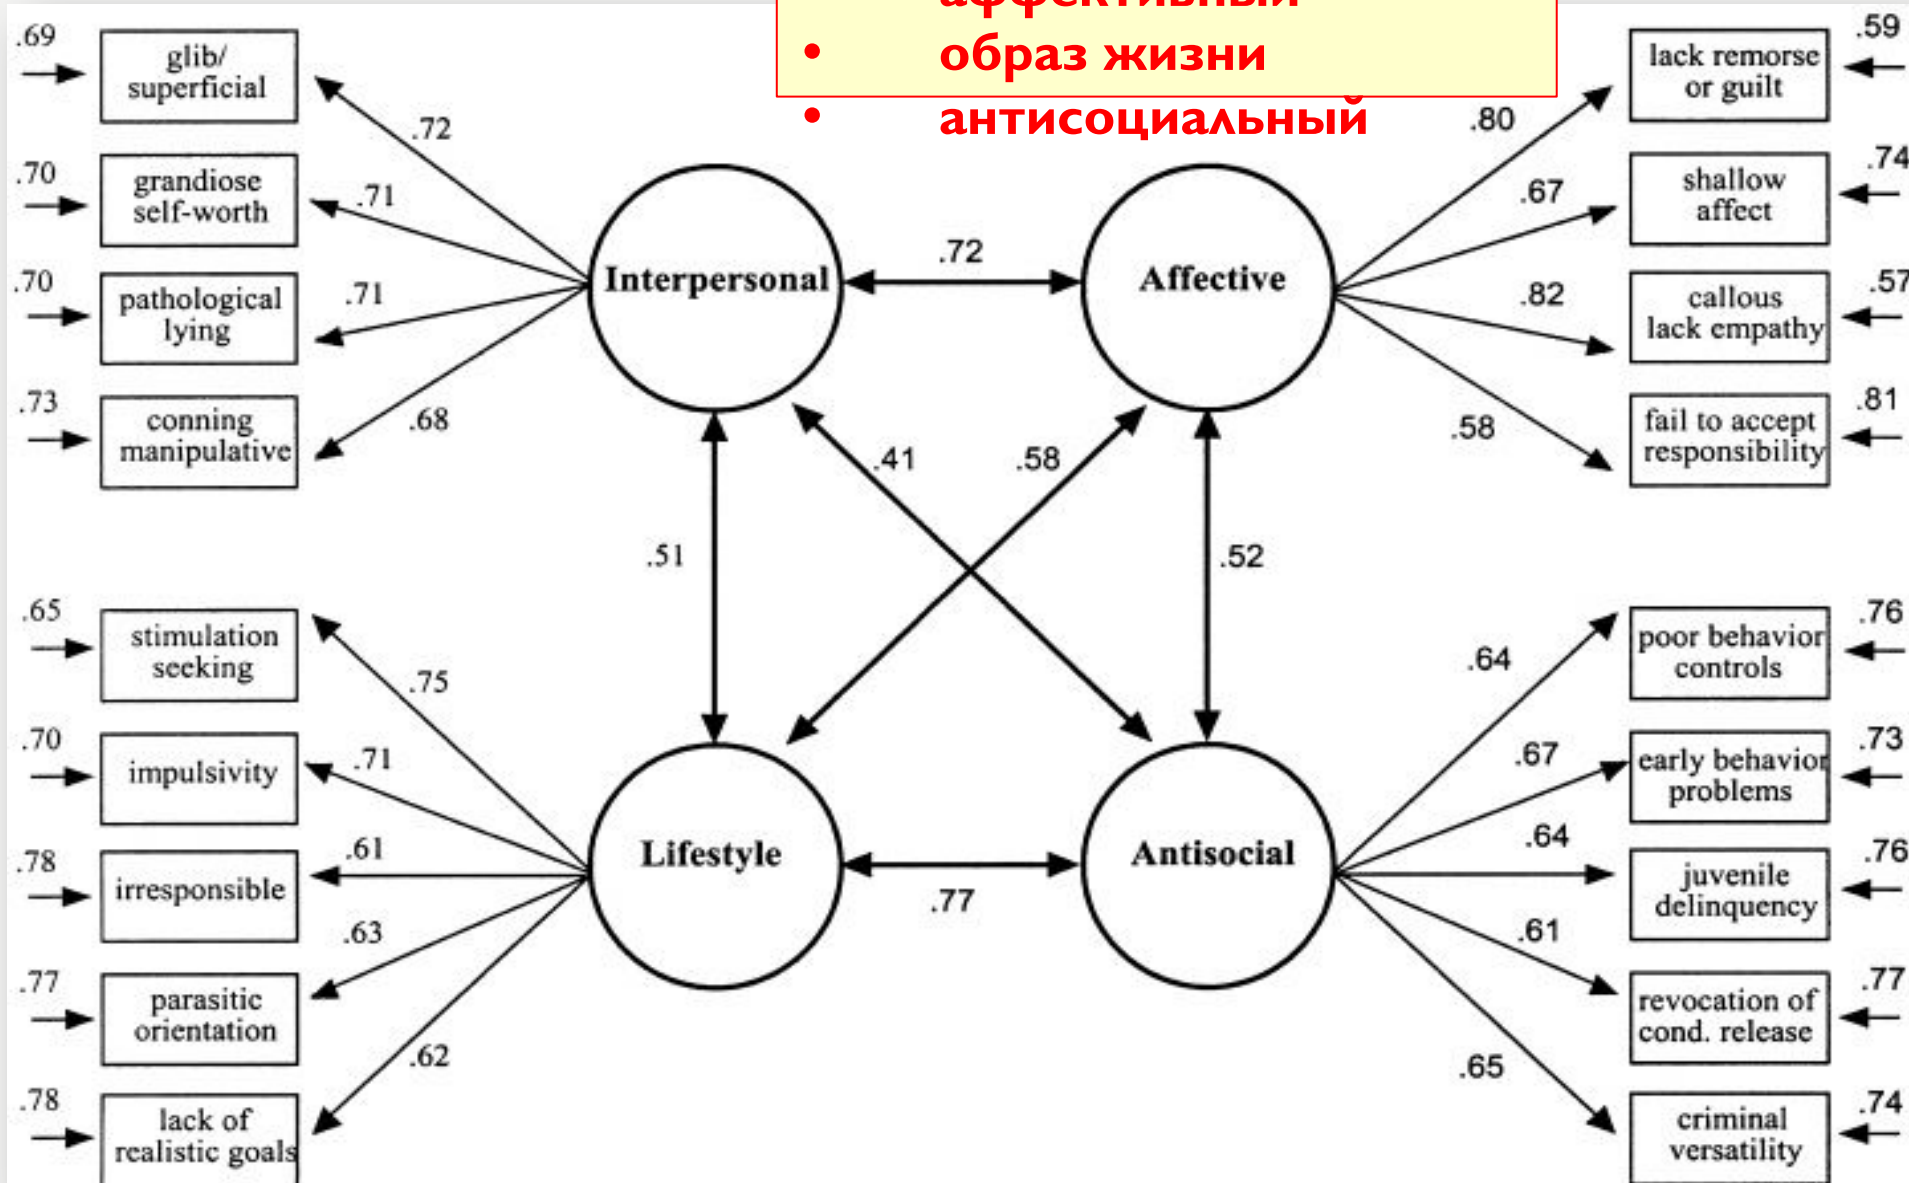 аффективный
• образ жизни
• антисоциальный
.69
glib/
superficial
.72
.70
grandiose
self-worth
.71
.70
pathological
lying
.71
.73
conning
manipulative
.68
Interpersonal
.72
Affective
.80
lack remorse
or guilt
.59
.67
shallow
affect
.74
.82
callous
lack empathy
.57
.58
fail to accept
responsibility
.81
.41
.58
.51
.52
.65
stimulation
seeking
.75
.70
impulsivity
.71
.78
irresponsible
.61
.77
parasitic
orientation
.63
.78
lack of
realistic goals
.62
Lifestyle
.77
Antisocial
.64
poor behavior
controls
.76
.67
early behavior
problems
.73
.64
juvenile
delinquency
.76
.61
revocation of
cond. release
.77
.65
criminal
versatility
.74